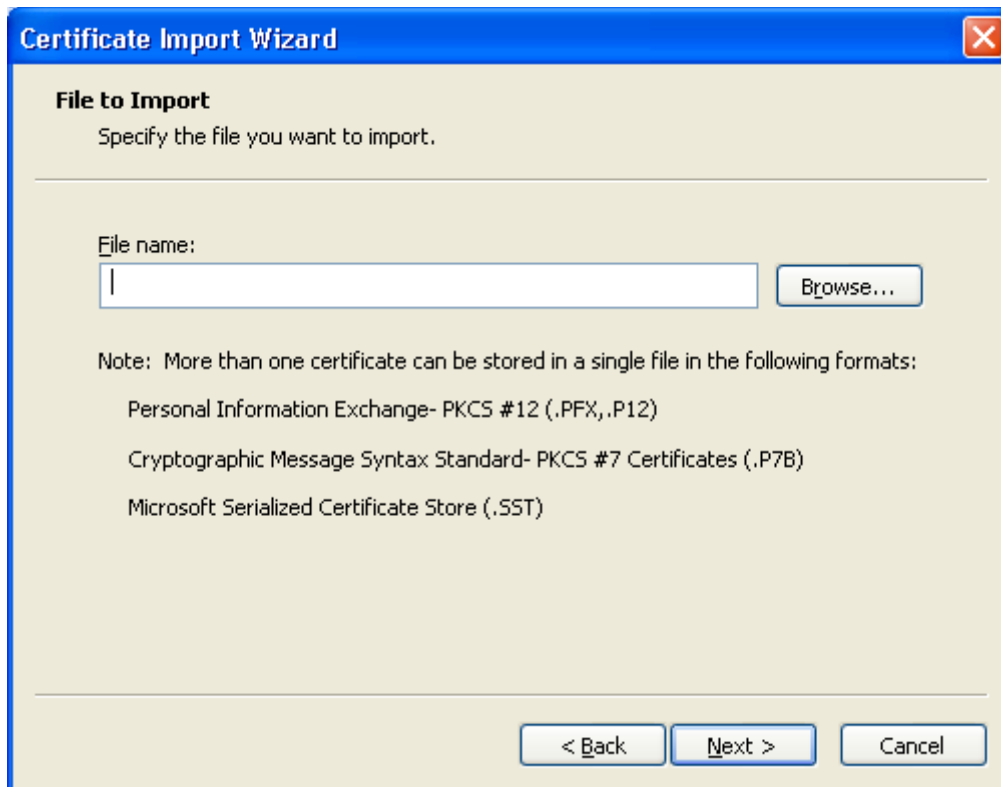 Certificate Import Wizard
File to Import
Specify the file you want to import.
File name:
Browse...
Note: More than one certificate can be stored in a single file in the following formats:
Personal Information Exchange- PKCS #12 (.PFX,.P12)
Cryptographic Message Syntax Standard- PKCS #7 Certificates (.P7B)
Microsoft Serialized Certificate Store (.SST)
< Back Next > Cancel